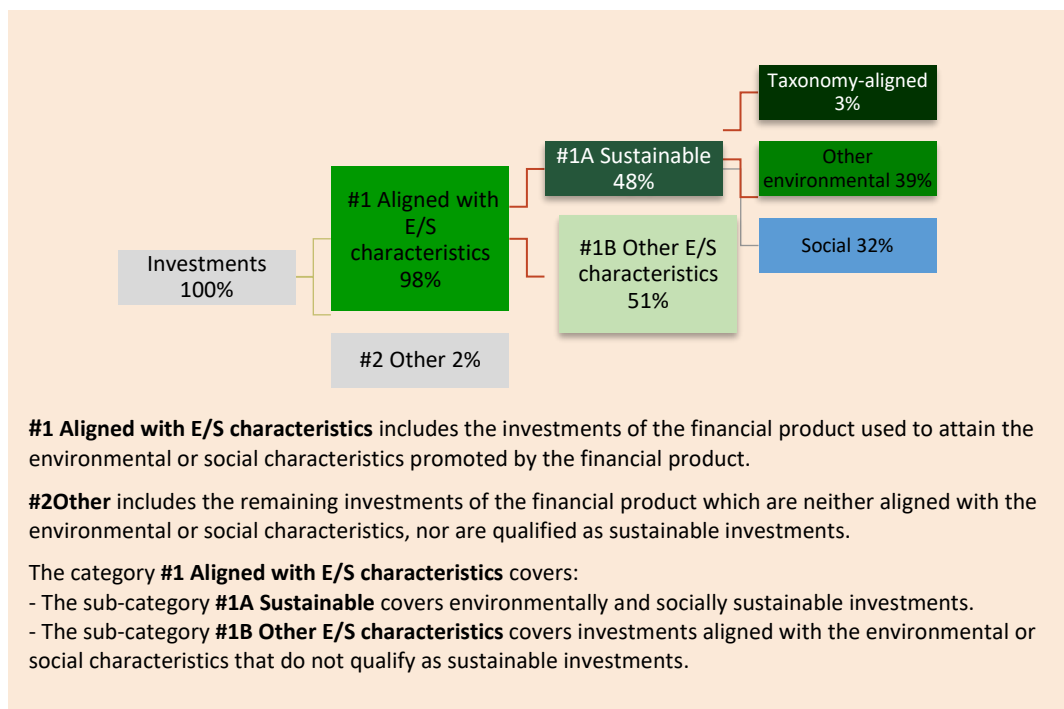 Taxonomy-aligned
3%
#1A Sustainable
48%
Other
environmental 39%
#1 Aligned with
E/S
characteristics
98%
#1B Other E/S
characteristics
51%
Social 32%
Investments
100%
#2 Other 2%
#1 Aligned with E/S characteristics includes the investments of the financial product used to attain the
environmental or social characteristics promoted by the financial product.
#2Other includes the remaining investments of the financial product which are neither aligned with the
environmental or social characteristics, nor are qualified as sustainable investments.
The category #1 Aligned with E/S characteristics covers:
- The sub-category #1A Sustainable covers environmentally and socially sustainable investments.
- The sub-category #1B Other E/S characteristics covers investments aligned with the environmental or
social characteristics that do not qualify as sustainable investments.